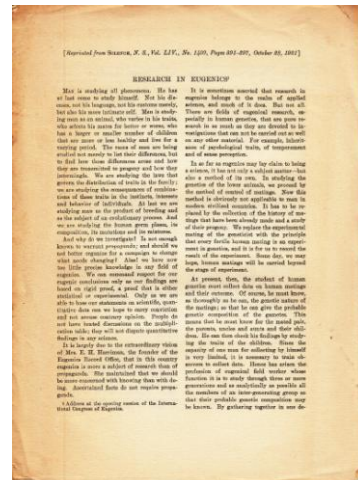 [Reprinted from SCIENCE, N. S., Vol. LIV., No. 1400, Pages 391-397, October 28, 1921]
RESEARCH IN EUGENICS¹
MAN is studying all phenomena. He has
at last come to study himself. Not his dis-
eases, not his language, not his customs merely,
but also his more intimate self. Man is study-
ing man as an animal, who varies in his traits,
who selects his mates for better or worse, who
has a larger or smaller number of children
that are more or less healthy and live for a
varying period. The races of man are being
studied not merely to list their differences, but
to find how those differences arose and how
they are transmitted to progeny and how they
intermingle. We are studying the laws that
govern the distribution of traits in the family;
we are studying the consequences of combina-
tions of these traits in the instincts, interests
and behavior of individuals. At last we are
studying man as the product of breeding and
as the subject of an evolutionary process. And
we are studying the human germ plasm, its
composition, its mutations and its mixtures.
And why do we investigate? Is not enough
known to warrant propaganda; and should we
not better organize for a campaign to change
what needs changing? Alas! we have now
too little precise knowledge in any field of
eugenics. We can command respect for our
eugenic conclusions only as our findings are
based on rigid proof, a proof that is either
statistical or experimental. Only as we are
able to base our statements on scientific, quan-
titative data can we hope to carry conviction
and not arouse contrary opinion. People do
not have heated discussions on the multipli-
cation table; they will not dispute quantitative
findings in any science.
It is largely due to the extraordinary vision
of Mrs. E. H. Harriman, the founder of the
Eugenics Record Office, that in this country
eugenics is more a subject of research than of
propaganda. She maintained that we should
be more concerned with knowing than with do-
ing. Ascertained facts do not require propa-
ganda.
¹ Address at the opening session of the Interna-
tional Congress of Eugenics.
It is sometimes asserted that research in
eugenics belongs to the realm of applied
science, and much of it does. But not all.
There are fields of eugenical research, es-
pecially in human genetics, that are pure re-
search in as much as they are devoted to in-
vestigations that can not be carried out as well
on any other material. For example, inherit-
ance of psychological traits, of temperament
and of sense perception.
In as far as eugenics may lay claim to being
a science, it has not only a subject matter—but
also a method of its own. In studying the
genetics of the lower animals, we proceed by
the method of control of matings. Now this
method is obviously not applicable to man in
modern civilized countries. It has to be re-
placed by the collection of the history of ma-
tings that have been already made and a study
of their progeny. We replace the experimental
mating of the geneticist with the principle
that every fertile human mating is an experi-
ment in genetics, and it is for us to record the
result of the experiment. Some day, we may
hope, human matings will be carried beyond
the stage of experiment.
At present, then, the student of human
genetics must collect data on human matings
and their outcome. Of course, he must know,
as thoroughly as he can, the genetic nature of
the matings; so that he can give the probable
genetic composition of the gametes. This
means that he must know for the mated pair,
the parents, uncles and aunts and their chil-
dren. He can then check his findings by study-
ing the traits of the children. Since the
capacity of one man for collecting by himself
is very limited, it is necessary to train ob-
servers to collect data. Hence has arisen the
profession of eugenical field worker whose
function it is to study through three or more
generations and as analytically as possible all
the members of an inter-generating group so
that their probable genetic composition may
be known. By gathering together in one de-